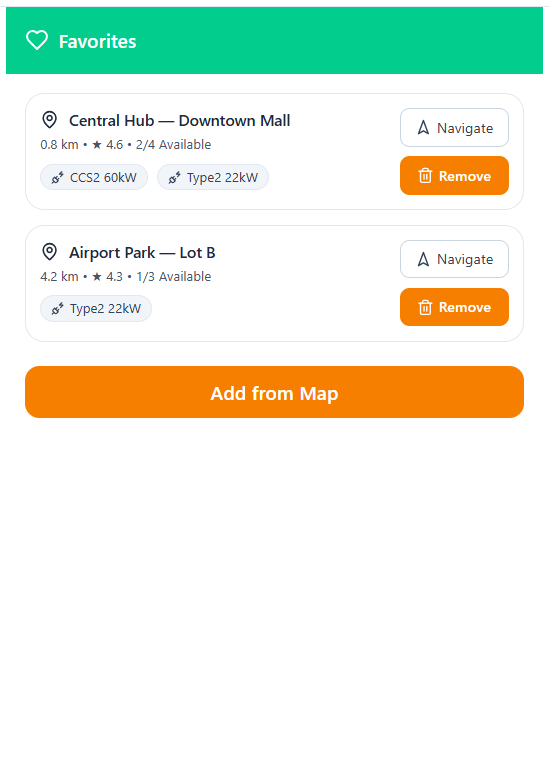 Favorites
Central Hub — Downtown Mall
0.8 km • ★ 4.6 • 2/4 Available
CCS2 60kW
Type2 22kW
Navigate
Remove
Airport Park — Lot B
4.2 km • ★ 4.3 • 1/3 Available
Type2 22kW
Navigate
Remove
Add from Map